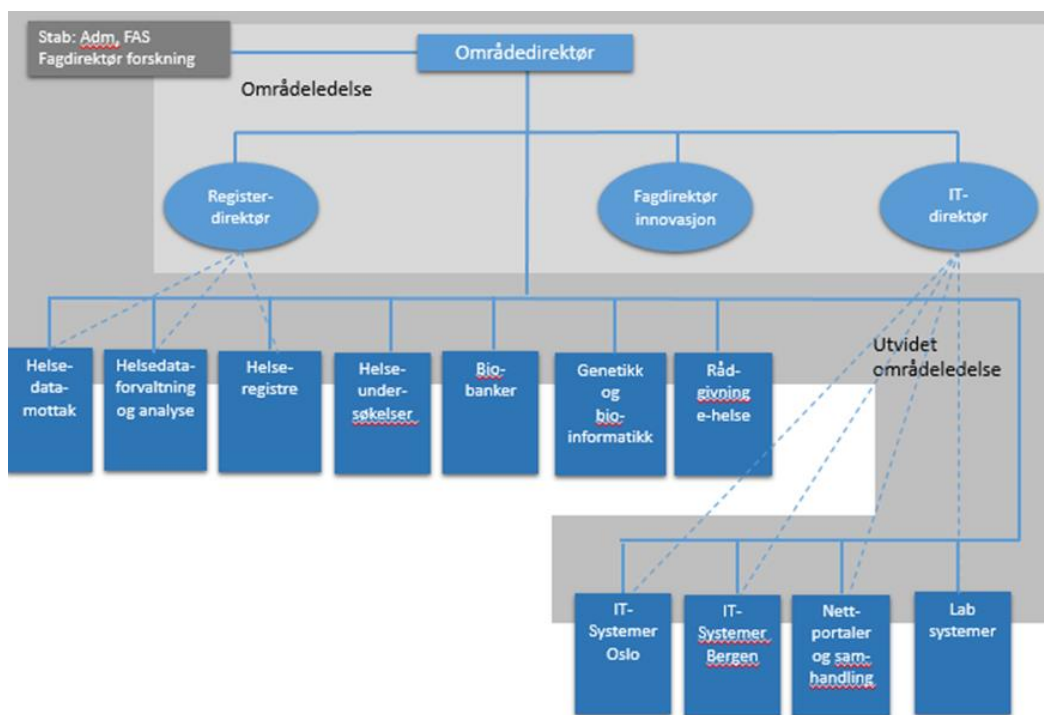 Stab: Adm, FAS
Fagdirektør forskning
Områdedirektør
Områdeledelse
Register-
direktør
Fagdirektør
innovasjon
IT-
direktør
Utvidet
områdeledelse
Helse-
data-
mottak
Helsedata-
forvaltning
og analyse
Helse-
registre
Helse-
under-
søkelser
Bio-
banker
Genetikk
og
bio-
informatikk
Råd-
givning
e-helse
IT-
Systemer
Oslo
IT-
Systemer
Bergen
Nett-
portaler
og sam-
handling
Lab
systemer